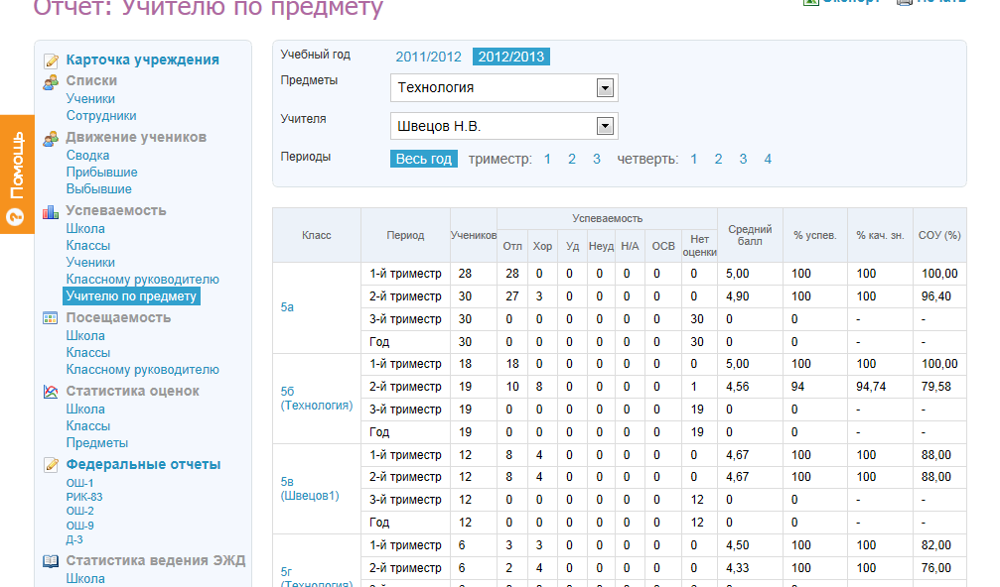 Отчет: Учителю по предмету
Экспорт Печать
Помощь
Карточка учреждения
Списки
Ученики
Сотрудники
Движение учеников
Сводка
Прибывшие
Выбывшие
Успеваемость
Школа
Классы
Ученики
Классному руководителю
Учителю по предмету
Посещаемость
Школа
Классы
Классному руководителю
Статистика оценок
Школа
Классы
Предметы
Федеральные отчеты
ОШ-1
РИК-83
ОШ-2
ОШ-9
Д-3
Статистика ведения ЭЖД
Школа
Учебный год 2011/2012 2012/2013
Предметы Технология
Учителя Швецов Н.В.
Периоды Весь год триместр: 1 2 3 четверть: 1 2 3 4
Класс Период Учеников Успеваемость Средний балл % успев. % кач. зн. СОУ (%)
Отл Хор Уд Неуд Н/А ОСВ Нет оценки
5а
1-й триместр 28 28 0 0 0 0 0 0 5,00 100 100 100,00
2-й триместр 30 27 3 0 0 0 0 0 4,90 100 100 96,40
3-й триместр 30 0 0 0 0 0 0 30 0 0 - -
Год 30 0 0 0 0 0 0 30 0 0 - -
5б (Технология)
1-й триместр 18 18 0 0 0 0 0 0 5,00 100 100 100,00
2-й триместр 19 10 8 0 0 0 0 1 4,56 94 94,74 79,58
3-й триместр 19 0 0 0 0 0 0 19 0 0 - -
Год 19 0 0 0 0 0 0 19 0 0 - -
5в (Швецов1)
1-й триместр 12 8 4 0 0 0 0 0 4,67 100 100 88,00
2-й триместр 12 8 4 0 0 0 0 0 4,67 100 100 88,00
3-й триместр 12 0 0 0 0 0 0 12 0 0 - -
Год 12 0 0 0 0 0 0 12 0 0 - -
5г (Технология)
1-й триместр 6 3 3 0 0 0 0 0 4,50 100 100 82,00
2-й триместр 6 2 4 0 0 0 0 0 4,33 100 100 76,00